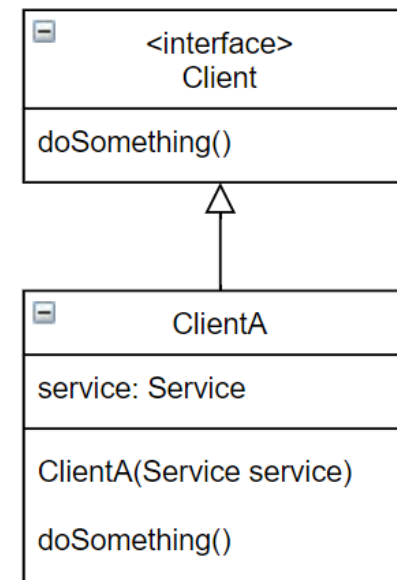 <interface>
Client
doSomething()
ClientA
service: Service
ClientA(Service service)
doSomething()